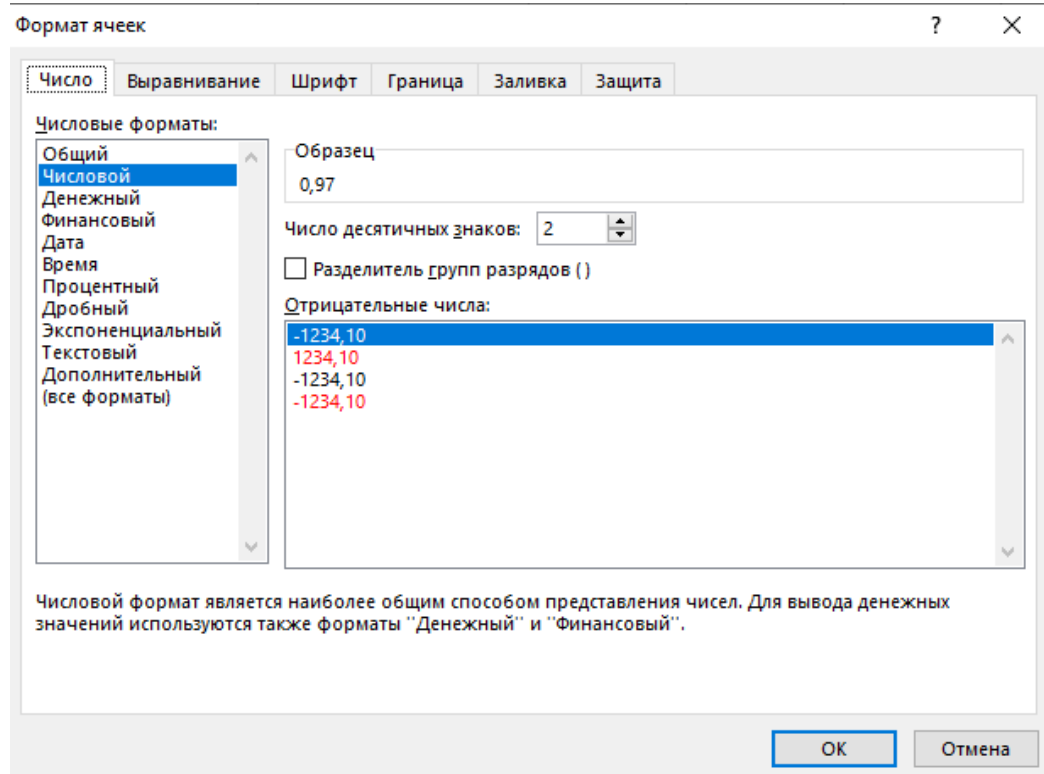 Формат ячеек
Число Выравнивание Шрифт Граница Заливка Защита
Числовые форматы:
Общий
Числовой
Денежный
Финансовый
Дата
Время
Процентный
Дробный
Экспоненциальный
Текстовый
Дополнительный
(все форматы)
Образец
0,97
Число десятичных знаков: 2
Разделитель групп разрядов ( )
Отрицательные числа:
-1234,10
1234,10
-1234,10
-1234,10
Числовой формат является наиболее общим способом представления чисел. Для вывода денежных
значений используются также форматы "Денежный" и "Финансовый".
ОК Отмена